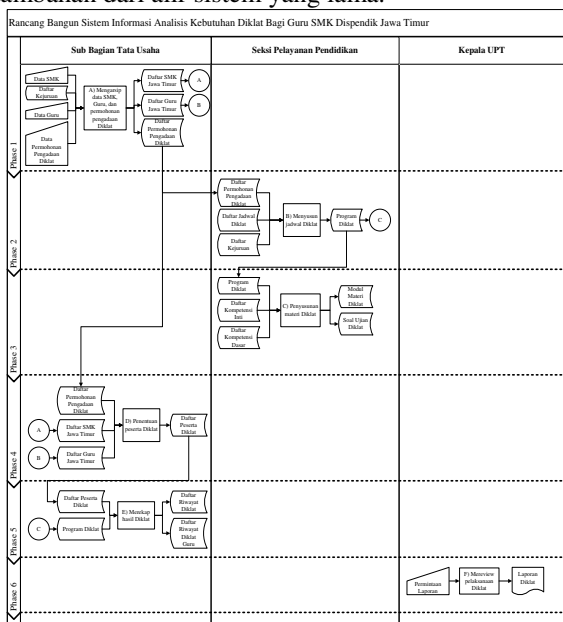 ambunan dari alir sistem yang lama.
Rancang Bangun Sistem Informasi Analisis Kebutuhan Diklat Bagi Guru SMK Dispendik Jawa Timur
Sub Bagian Tata Usaha
Seksi Pelayanan Pendidikan
Kepala UPT
Phase 1
Data SMK
Daftar
Kejuruan
Data Guru
Data
Permohonan
Pengadaan
Diklat
A) Mengarsip
data SMK,
Guru, dan
permohonan
pengadaan
Diklat
Daftar SMK
Jawa Timur
A
Daftar Guru
Jawa Timur
B
Daftar
Permohonan
Pengadaan
Diklat
Phase 2
Daftar
Permohonan
Pengadaan
Diklat
Daftar Jadwal
Diklat
Daftar
Kejuruan
B) Menyusun
jadwal Diklat
Program
Diklat
C
Phase 3
Program
Diklat
Daftar
Kompetensi
Inti
Daftar
Kompetensi
Dasar
C) Penyusunan
materi Diklat
Modul
Materi
Diklat
Soal Ujian
Diklat
Phase 4
Daftar
Permohonan
Pengadaan
Diklat
A
Daftar SMK
Jawa Timur
B
Daftar Guru
Jawa Timur
D) Penentuan
peserta Diklat
Daftar
Peserta
Diklat
Phase 5
Daftar Peserta
Diklat
C
Program Diklat
E) Merekap
hasil Diklat
Daftar
Riwayat
Diklat
Daftar
Riwayat
Diklat
Guru
Phase 6
Permintaan
Laporan
F) Mereview
pelaksanaan
Diklat
Laporan
Diklat